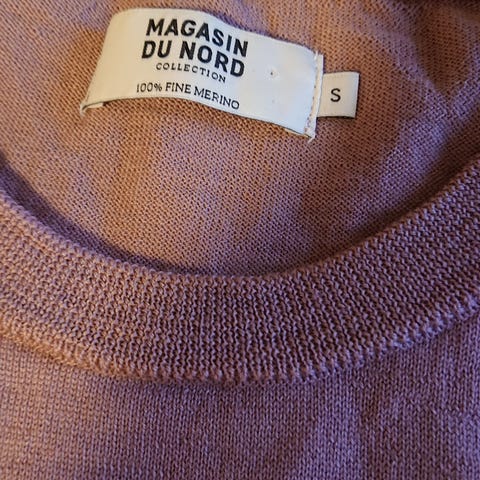 MAGASIN
DU NORD
COLLECTION
100% FINE MERINO
S